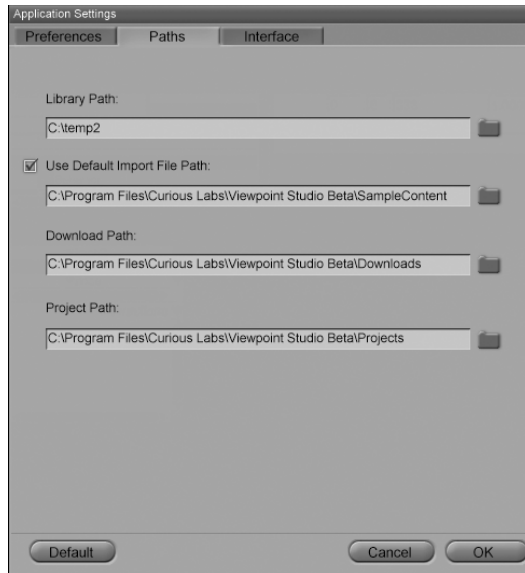 Application Settings
Preferences Paths Interface
Library Path:
C:\temp2
Use Default Import File Path:
C:\Program Files\Curious Labs\Viewpoint Studio Beta\SampleContent
Download Path:
C:\Program Files\Curious Labs\Viewpoint Studio Beta\Downloads
Project Path:
C:\Program Files\Curious Labs\Viewpoint Studio Beta\Projects
Default Cancel OK